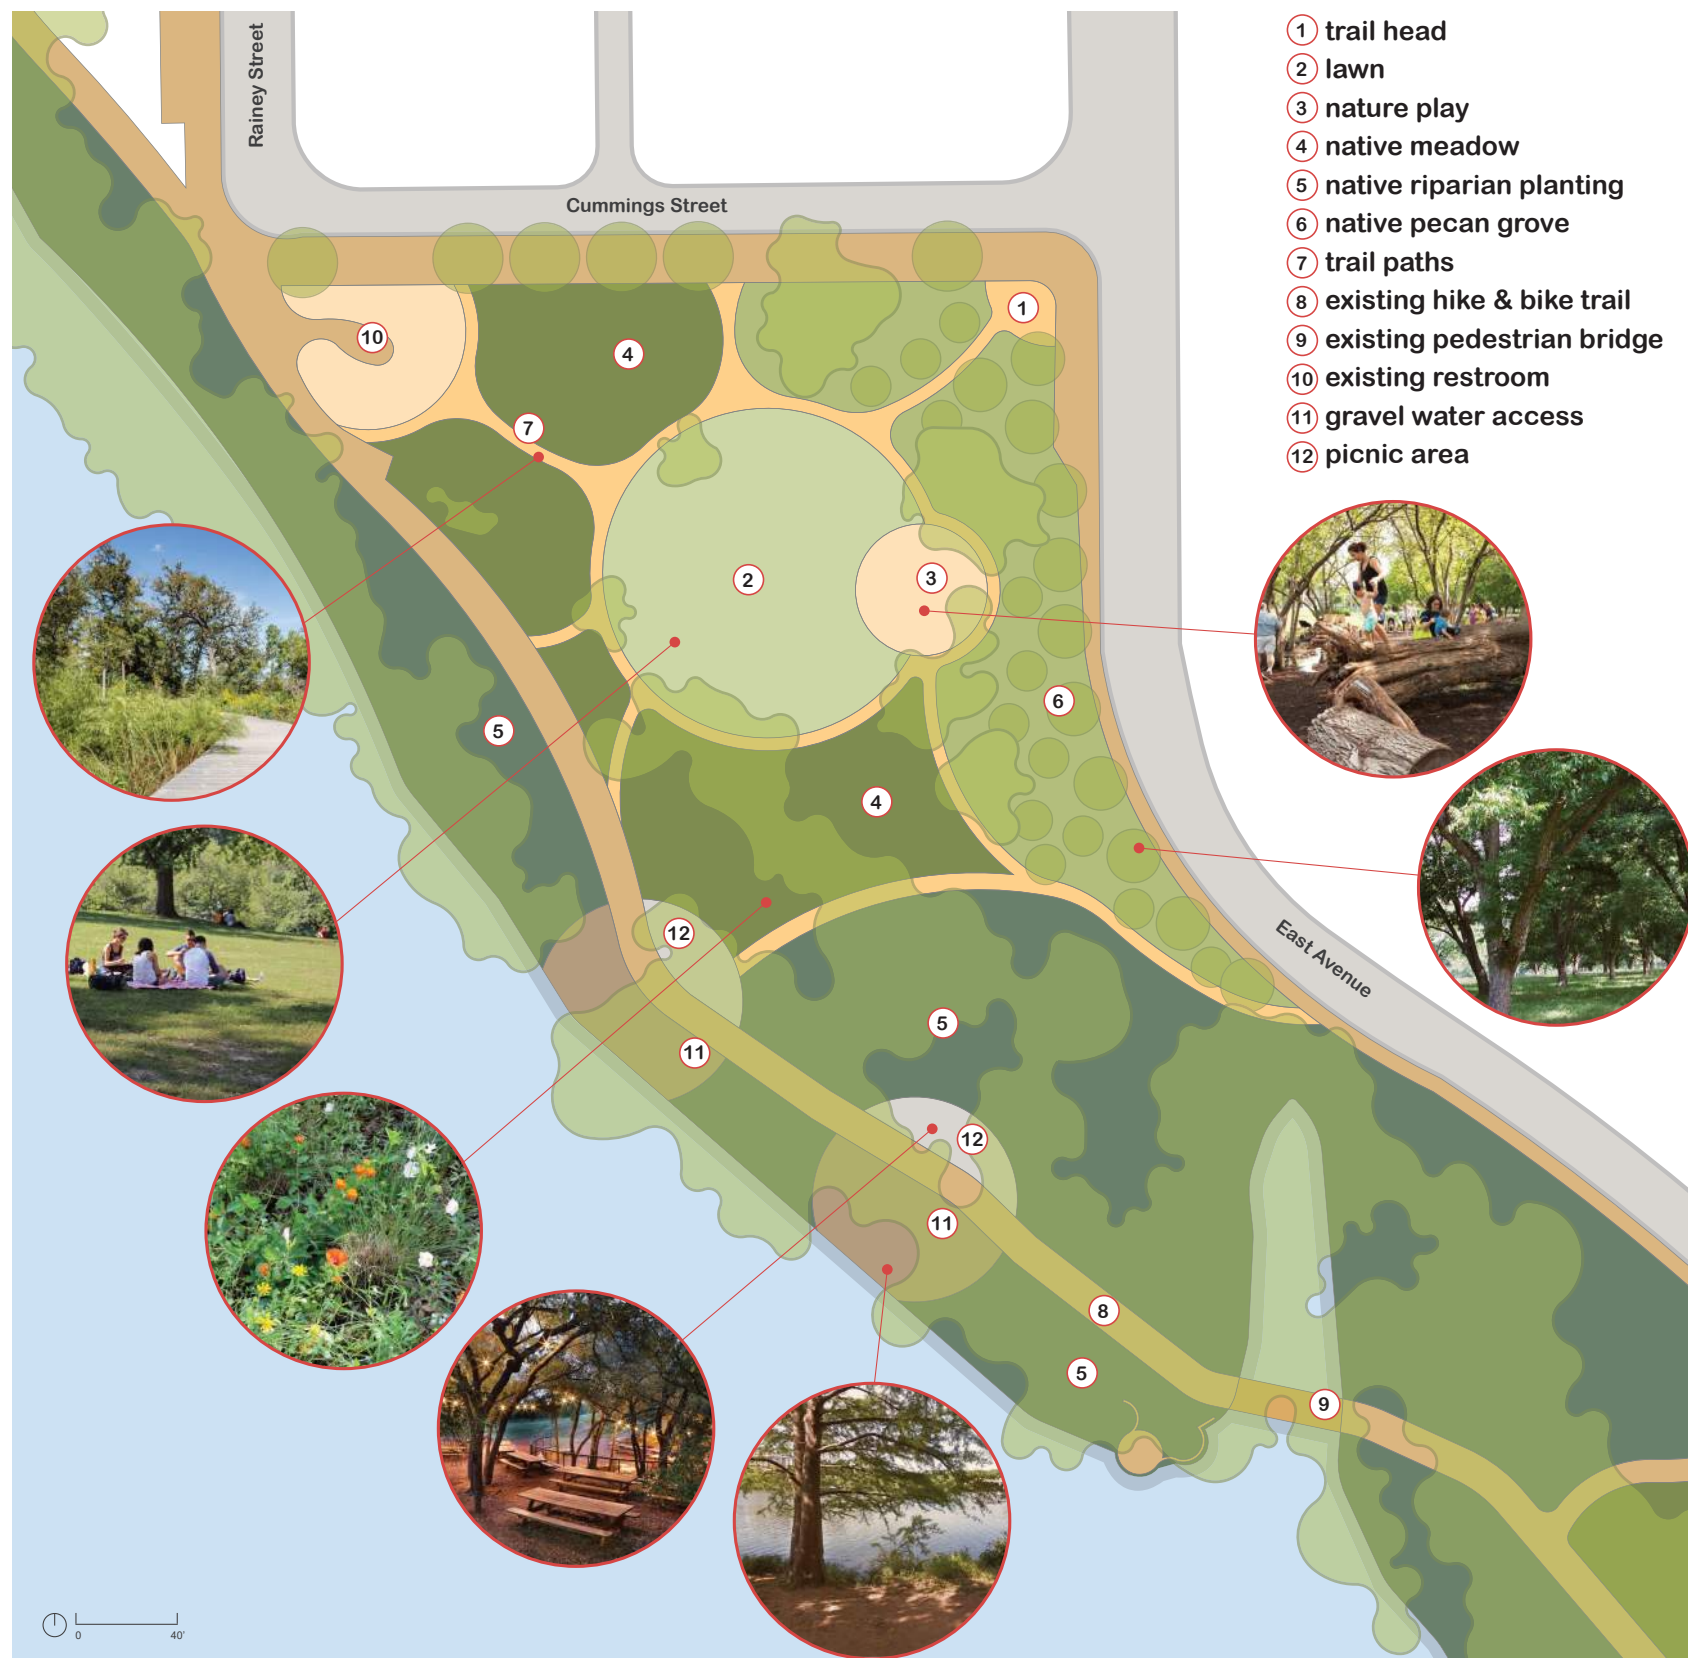 1 trail head
2 lawn
3 nature play
4 native meadow
5 native riparian planting
6 native pecan grove
7 trail paths
8 existing hike & bike trail
9 existing pedestrian bridge
10 existing restroom
11 gravel water access
12 picnic area
Rainey Street
Cummings Street
East Avenue
1
10
4
7
2
3
6
5
4
12
5
11
12
11
8
5
9
0 40'